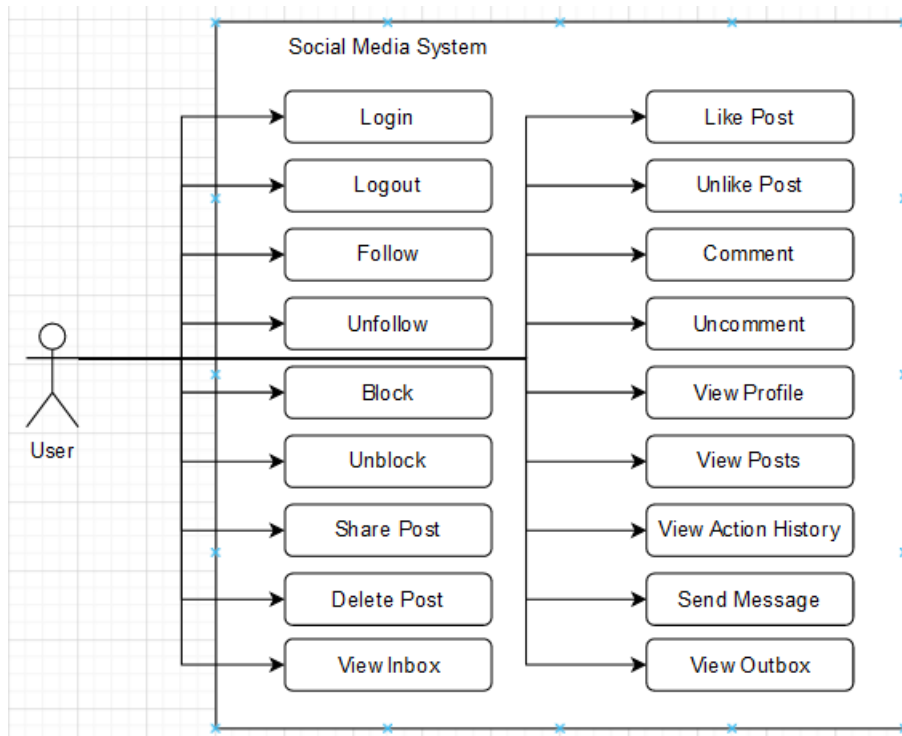 Social Media System
Login
Logout
Follow
Unfollow
Block
Unblock
Share Post
Delete Post
View Inbox
Like Post
Unlike Post
Comment
Uncomment
View Profile
View Posts
View Action History
Send Message
View Outbox
User